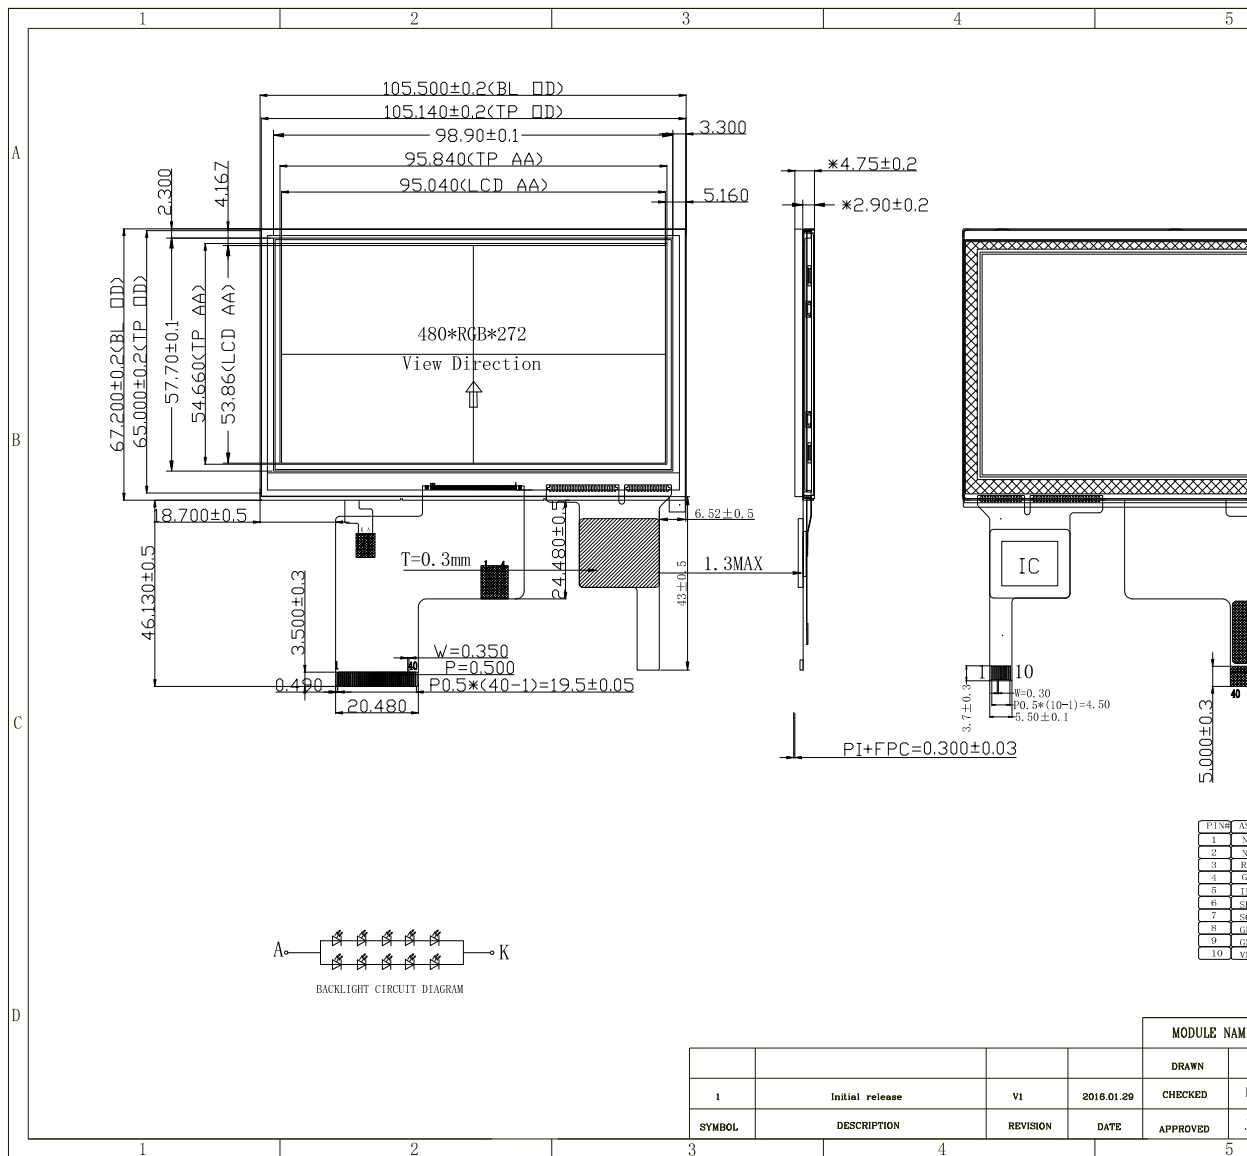 1 2 3 4 5
A
B
C
D
105.500±0.2(BL OD)
105.140±0.2(TP OD)
98.90±0.1
3.300
95.840(TP AA)
95.040(LCD AA)
5.160
2.300
4.167
67.200±0.2(BL OD)
65.000±0.2(TP OD)
57.70±0.1
54.660(TP AA)
53.86(LCD AA)
480*RGB*272
View Direction
*4.75±0.2
*2.90±0.2
18.700±0.5
46.130±0.5
3.500±0.3
T=0.3mm
1 4
24.480±0.5
6.52±0.5
43±0.5
1.3MAX
K A
W=0.350
P=0.500
1 40
0.490
P0.5*(40-1)=19.5±0.05
20.480
IC
1 10
3.7±0.3
W=0.30
P0.5*(10-1)=4.50
5.50±0.1
40
5.000±0.3
PI+FPC=0.300±0.03
PIN#
1
2
3
4
5
6
7
8
9
10
A K
BACKLIGHT CIRCUIT DIAGRAM
MODULE NAM
DRAWN
1 Initial release V1 2016.01.29 CHECKED
SYMBOL DESCRIPTION REVISION DATE APPROVED
1 2 3 4 5